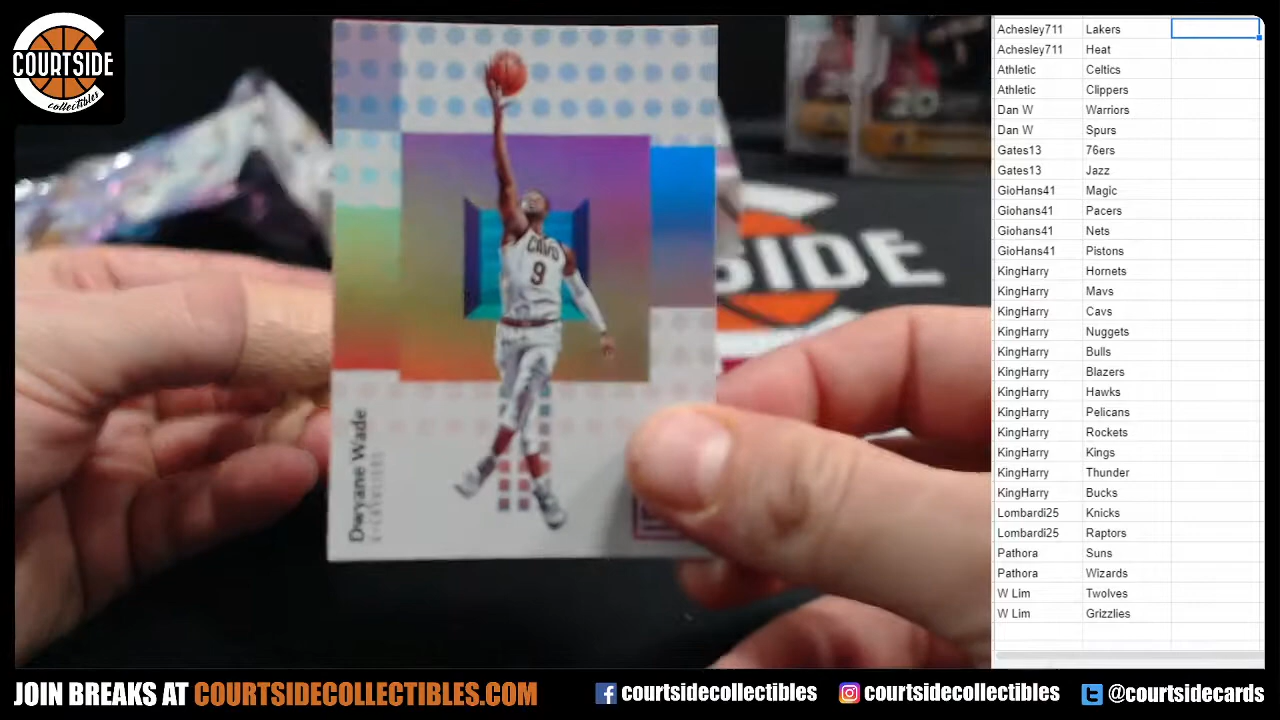 COURTSIDE
collectibles
20
SIDE
CAVS
9
Dwyane Wade
Achesley711 Lakers
Achesley711 Heat
Athletic Celtics
Athletic Clippers
Dan W Warriors
Dan W Spurs
Gates13 76ers
Gates13 Jazz
GioHans41 Magic
Giohans41 Pacers
Giohans41 Nets
GioHans41 Pistons
KingHarry Hornets
KingHarry Mavs
KingHarry Cavs
KingHarry Nuggets
KingHarry Bulls
KingHarry Blazers
KingHarry Hawks
KingHarry Pelicans
KingHarry Rockets
KingHarry Kings
KingHarry Thunder
KingHarry Bucks
Lombardi25 Knicks
Lombardi25 Raptors
Pathora Suns
Pathora Wizards
W Lim Twolves
W Lim Grizzlies
JOIN BREAKS AT COURTSIDECOLLECTIBLES.COM courtsidecollectibles courtsidecollectibles @courtsidecards